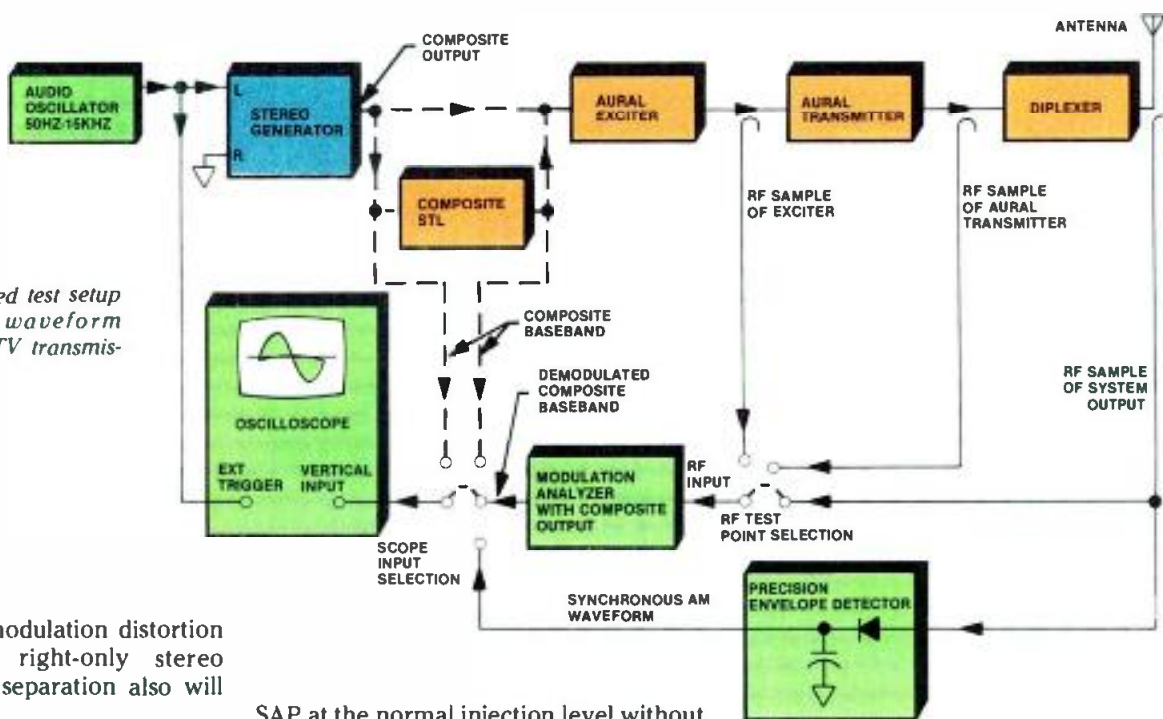 ANTENNA
COMPOSITE
OUTPUT
AUDIO
OSCILLATOR
50HZ-15KHZ
L
STEREO
GENERATOR
R
AURAL
EXCITER
AURAL
TRANSMITTER
DIPLEXER
COMPOSITE
STL
RF SAMPLE
OF EXCITER
RF SAMPLE
OF AURAL
TRANSMITTER
ed test setup
waveform
TV transmis-
COMPOSITE
BASEBAND
DEMODULATED
COMPOSITE
BASEBAND
RF SAMPLE
OF SYSTEM
OUTPUT
OSCILLOSCOPE
EXT
TRIGGER
VERTICAL
INPUT
MODULATION
ANALYZER
WITH COMPOSITE
OUTPUT
RF
INPUT
RF TEST
POINT SELECTION
SCOPE
INPUT
SELECTION
SYNCHRONOUS AM
WAVEFORM
PRECISION
ENVELOPE DETECTOR
nodulation distortion
right-only stereo
separation also will
SAP at the normal injection level without